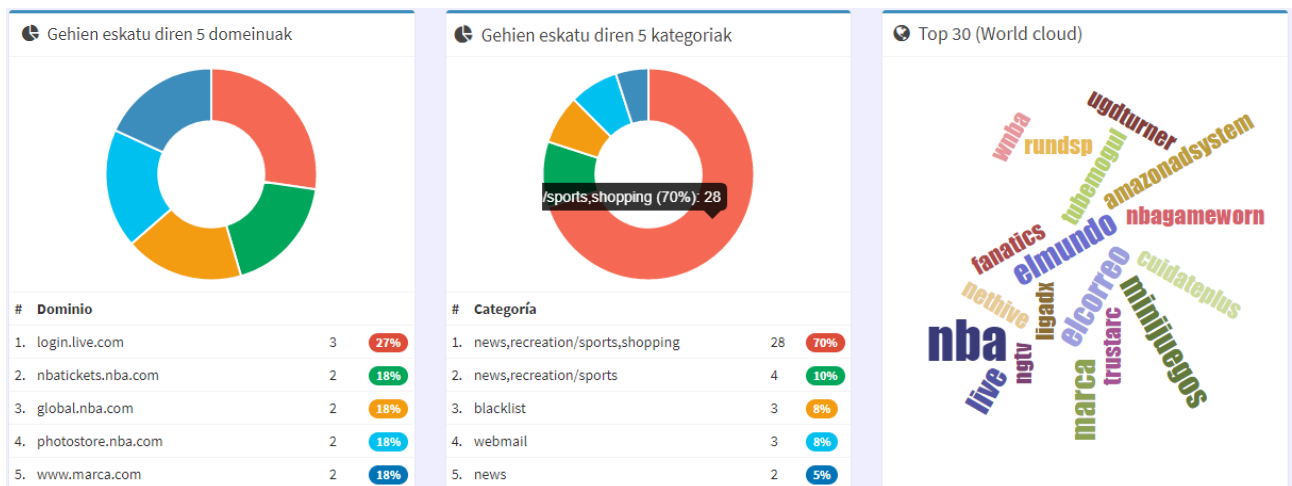 Gehien eskatu diren 5 domeinuak
# Dominio
1. login.live.com 3 27%
2. nbatickets.nba.com 2 18%
3. global.nba.com 2 18%
4. photostore.nba.com 2 18%
5. www.marca.com 2 18%
Gehien eskatu diren 5 kategoriak
/sports,shopping (70%): 28
# Categoría
1. news,recreation/sports,shopping 28 70%
2. news,recreation/sports 4 10%
3. blacklist 3 8%
4. webmail 3 8%
5. news 2 5%
Top 30 (World cloud)
ugdturner
wnba
rundsp
tubemogul
amazonadsystem
nbagameworn
fanatics
elmundo
elcorreo
cuidateplus
nethive
ligadx
minijuegos
nba
trustarc
ngtv
live
marca